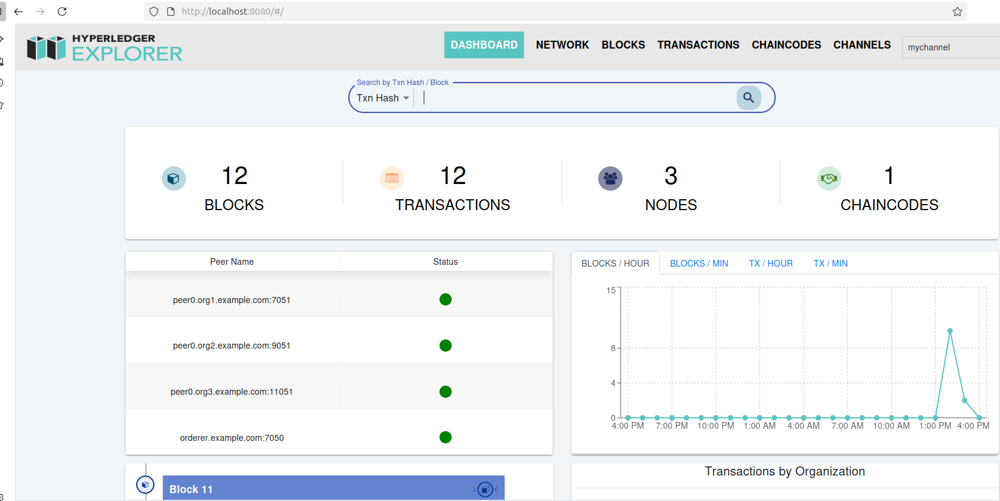 http://localhost:8080/#/
HYPERLEDGER
EXPLORER
DASHBOARD NETWORK BLOCKS TRANSACTIONS CHAINCODES CHANNELS mychannel
Search by Txn Hash / Block
Txn Hash
12 12 3 1
BLOCKS TRANSACTIONS NODES CHAINCODES
Peer Name Status
peer0.org1.example.com:7051
peer0.org2.example.com:9051
peer0.org3.example.com:11051
orderer.example.com:7050
BLOCKS / HOUR BLOCKS / MIN TX / HOUR TX / MIN
15
8
4
0
4:00 PM 7:00 PM 10:00 PM 1:00 AM 4:00 AM 7:00 AM 10:00 AM 1:00 PM 4:00 PM
Block 11
Transactions by Organization